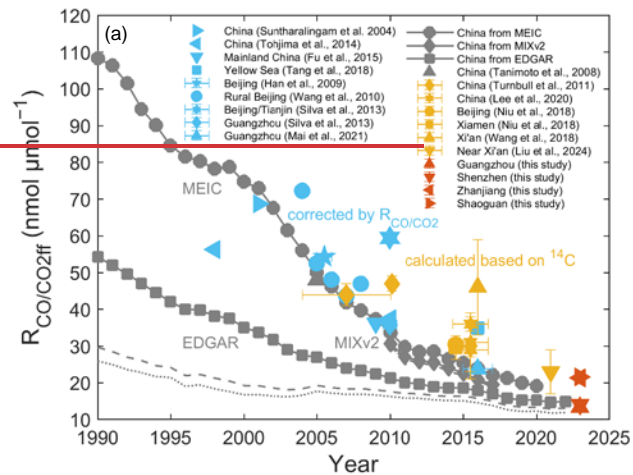 (a)
China (Suntharalingam et al. 2004)
China (Tohjima et al., 2014)
Mainland China (Fu et al., 2015)
Yellow Sea (Tang et al., 2018)
Beijing (Han et al., 2009)
Rural Beijing (Wang et al., 2010)
Beijing/Tianjin (Silva et al., 2013)
Guangzhou (Silva et al., 2013)
Guangzhou (Mai et al., 2021)
China from MEIC
China from MIXv2
China from EDGAR
China (Tanimoto et al., 2008)
China (Turnbull et al., 2011)
China (Lee et al., 2020)
Beijing (Niu et al., 2018)
Xiamen (Niu et al., 2018)
Xi'an (Wang et al., 2018)
Near Xi'an (Liu et al., 2024)
Guangzhou (this study)
Shenzhen (this study)
Zhanjiang (this study)
Shaoguan (this study)
MEIC
corrected by R_CO/CO2
calculated based on ¹⁴C
EDGAR
MIXv2
R_CO/CO2ff (nmol μmol⁻¹)
120
110
100
90
80
70
60
50
40
30
20
10
1990
1995
2000
2005
2010
2015
2020
2025
Year